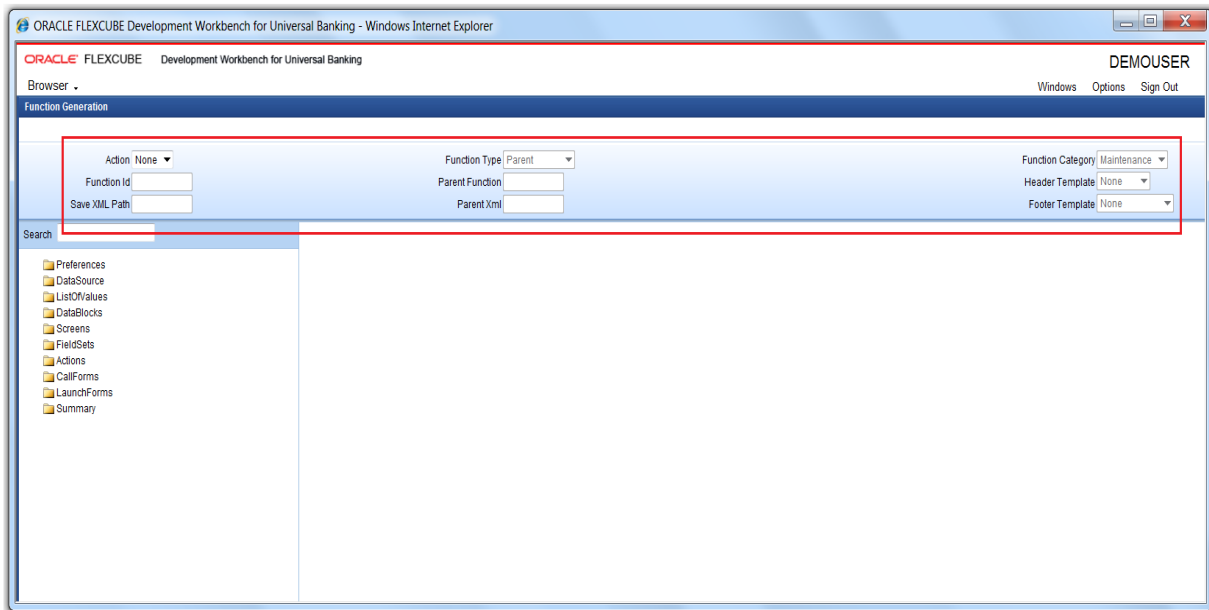 ORACLE FLEXCUBE Development Workbench for Universal Banking - Windows Internet Explorer
ORACLE FLEXCUBE Development Workbench for Universal Banking
DEMOUSER
Browser
Windows Options Sign Out
Function Generation
Action None Function Type Parent Function Category Maintenance
Function Id Parent Function Header Template None
Save XML Path Parent Xml Footer Template None
Search
Preferences
DataSource
ListOfValues
DataBlocks
Screens
FieldSets
Actions
CallForms
LaunchForms
Summary